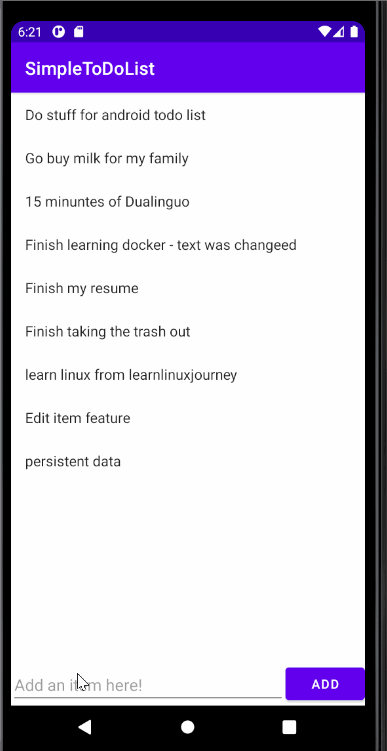 6:21
SimpleToDoList
Do stuff for android todo list
Go buy milk for my family
15 minuntes of Dualinguo
Finish learning docker - text was changeed
Finish my resume
Finish taking the trash out
learn linux from learnlinuxjourney
Edit item feature
persistent data
Add an item here!
ADD